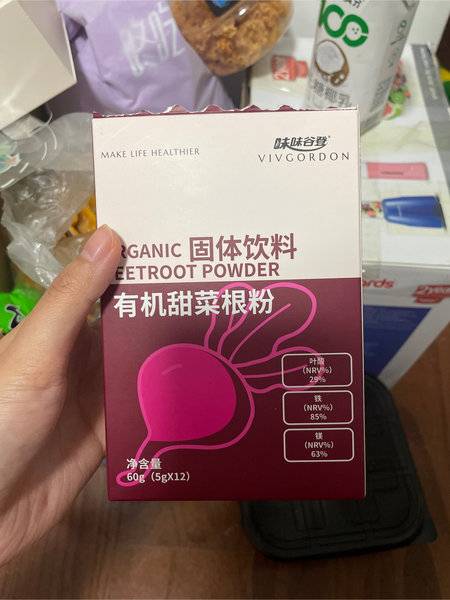 MAKE LIFE HEALTHIER
味味谷登®
VIVGORDON
RGANIC 固体饮料
EETROOT POWDER
有机甜菜根粉
叶酸
(NRV%)
29%
铁
(NRV%)
85%
镁
(NRV%)
63%
净含量
60g (5gX12)